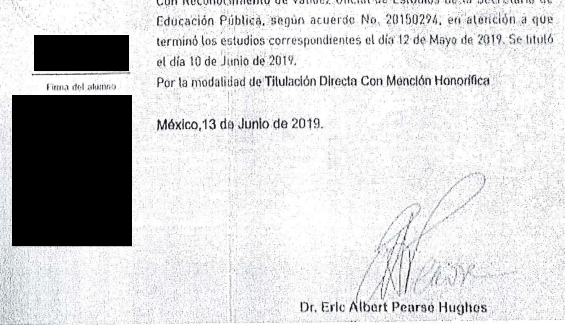 Con Reconocimiento de Validez Oficial de Estudios de la Secretaría de
Educación Pública, según acuerdo No. 20150294, en atención a que
terminó los estudios correspondientes el día 12 de Mayo de 2019. Se tituló
el día 10 de Junio de 2019.
Por la modalidad de Titulación Directa Con Mención Honorífica
Firma del alumno
México,13 de Junio de 2019.
Dr. Eric Albert Pearse Hughes